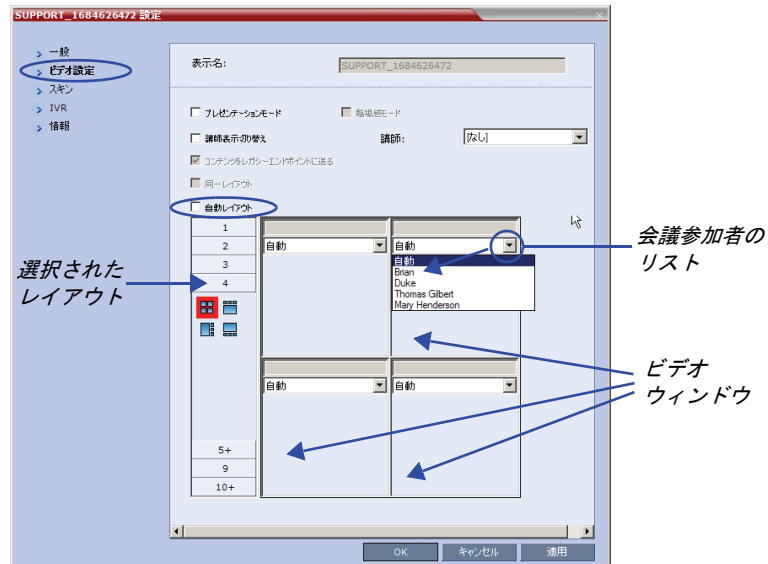 SUPPORT_1684626472 設定
一般
ビデオ設定
スキン
IVR
情報
表示名:
SUPPORT_1684626472
プレゼンテーションモード
臨場感モード
講師表示切り替え
講師:
[なし]
コンテンツをレガシーエンドポイントに送る
同一レイアウト
自動レイアウト
1
2
3
4
5+
9
10+
自動
自動
自動
Brian
Duke
Thomas Gilbert
Mary Henderson
自動
自動
選択された
レイアウト
会議参加者の
リスト
ビデオ
ウィンドウ
OK
キャンセル
適用